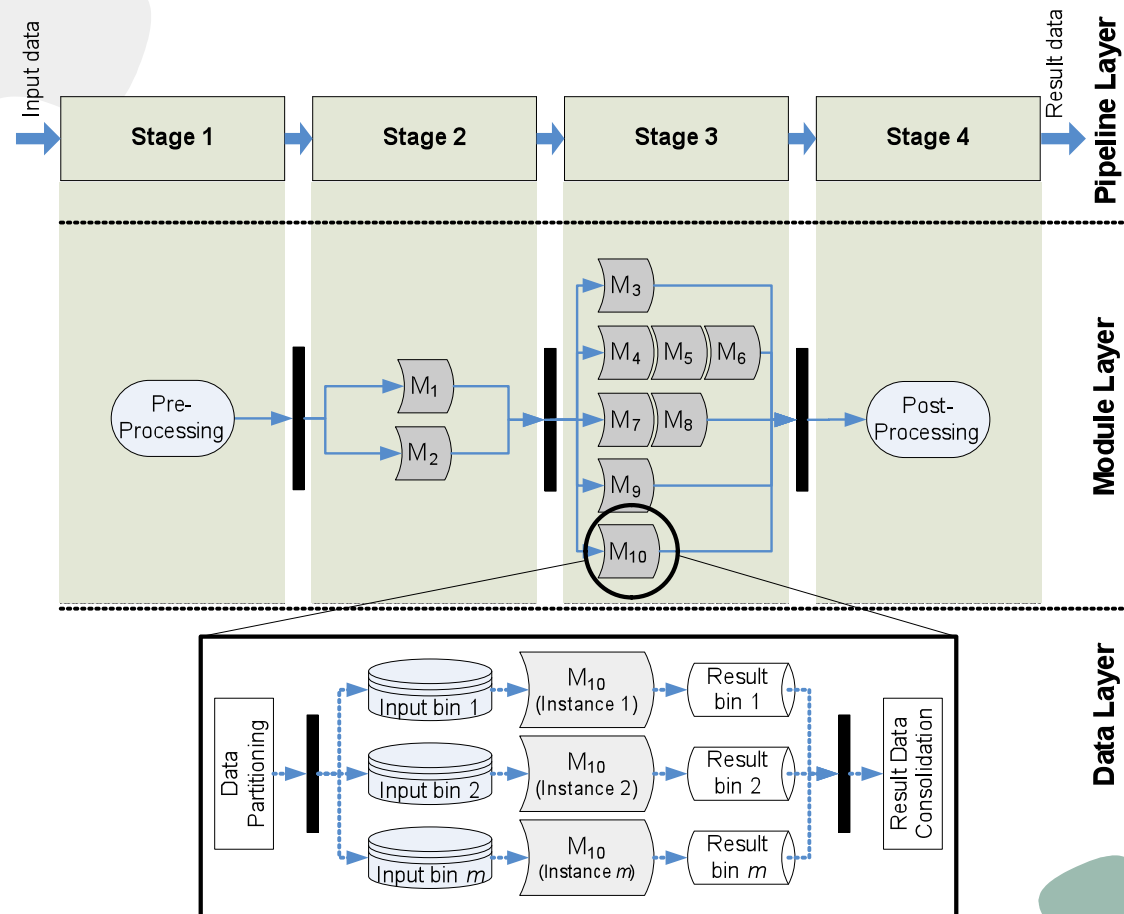 Input data
Result data
Pipeline Layer
Stage 1
Stage 2
Stage 3
Stage 4
Module Layer
Pre-
Processing
M1
M2
M3
M4 M5 M6
M7 M8
M9
M10
Post-
Processing
Data Layer
Data
Partitioning
Input bin 1
M10
(Instance 1)
Result
bin 1
Input bin 2
M10
(Instance 2)
Result
bin 2
Input bin m
M10
(Instance m)
Result
bin m
Result Data
Consolidation